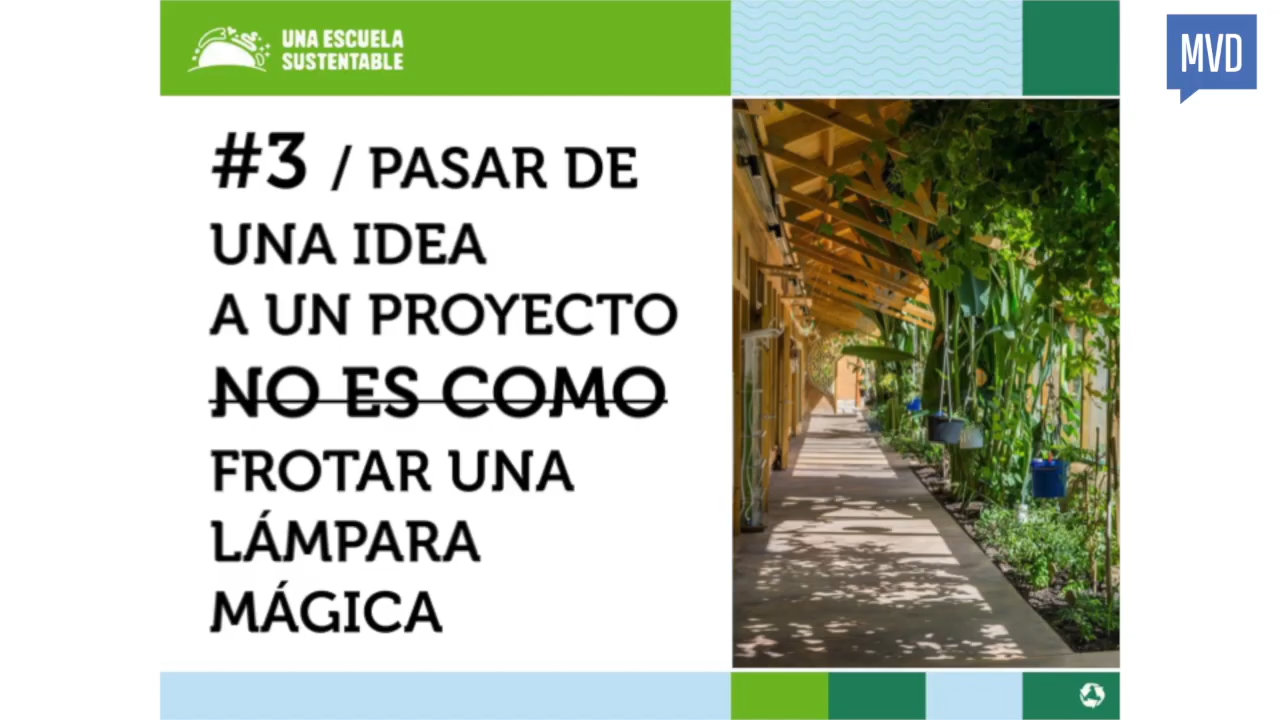 UNA ESCUELA
SUSTENTABLE
MVD
#3 / PASAR DE
UNA IDEA
A UN PROYECTO
NO ES COMO
FROTAR UNA
LÁMPARA
MÁGICA